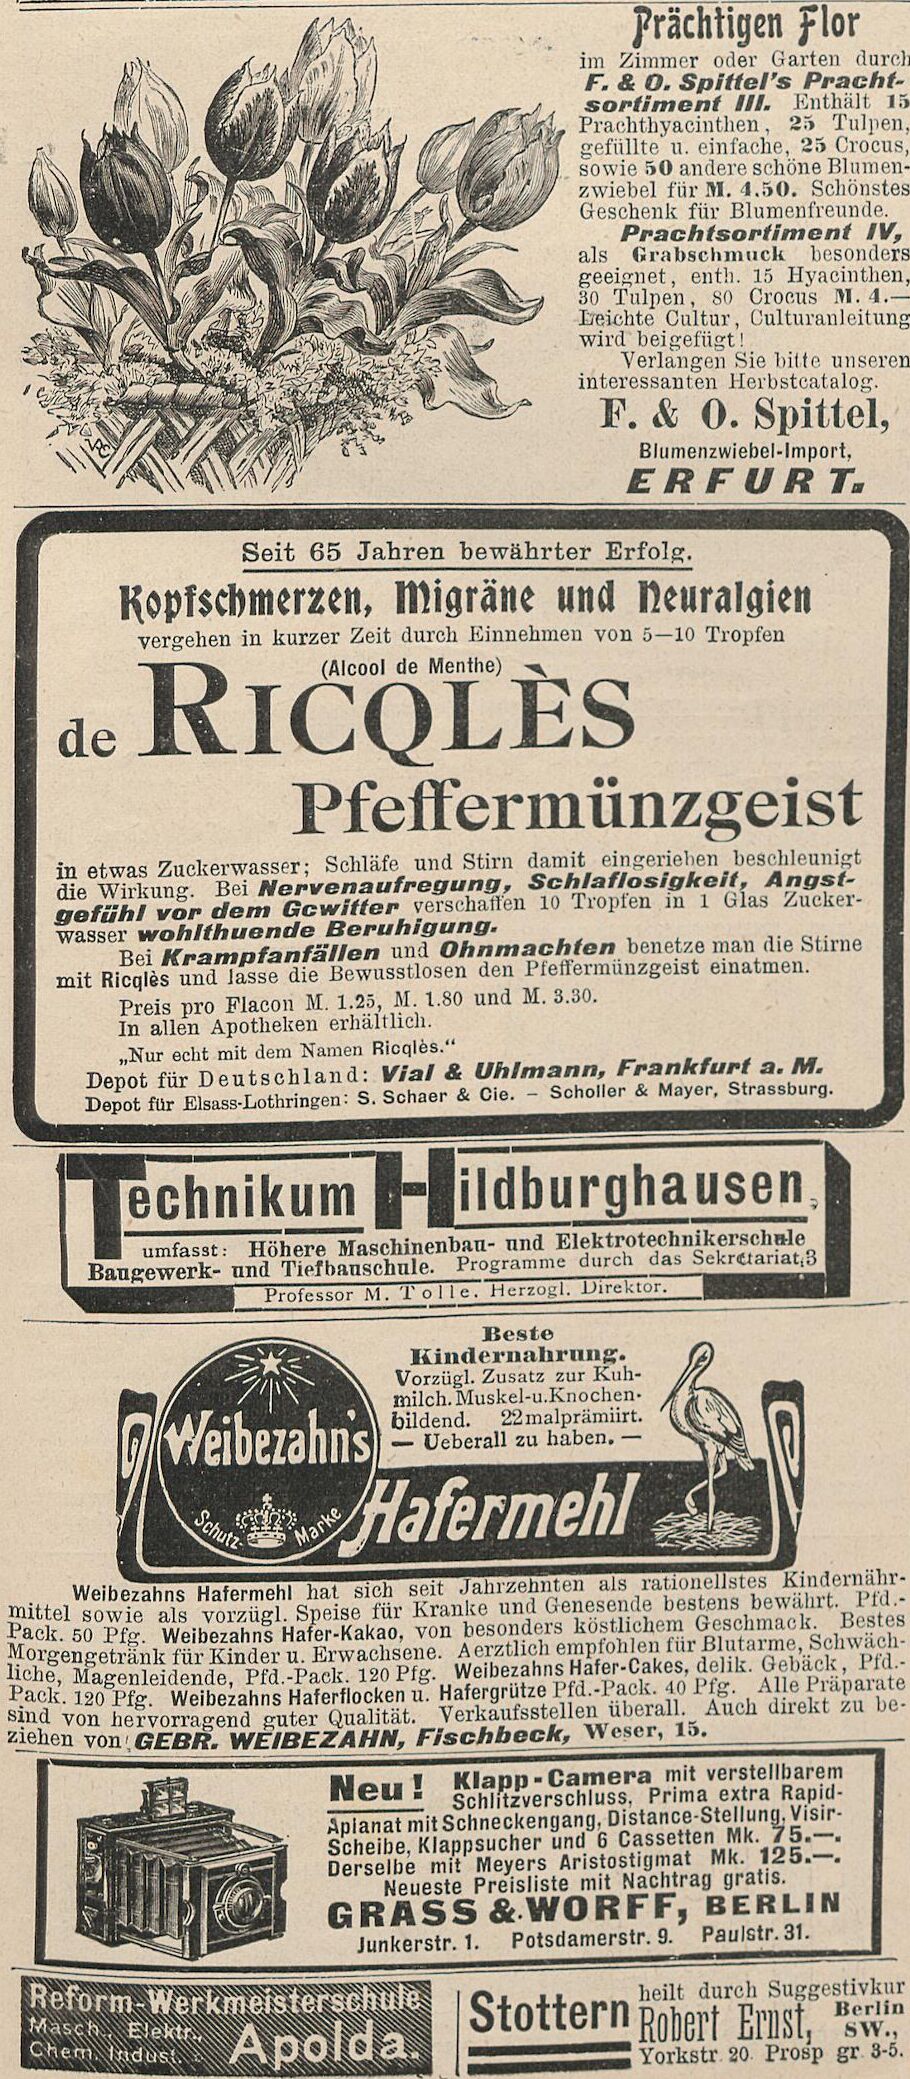 Prächtigen Flor
im Zimmer oder Garten durch
F. & O. Spittel's Pracht-
sortiment III. Enthält 15
Prachthyacinthen, 25 Tulpen,
gefüllte u. einfache, 25 Crocus,
sowie 50 andere schöne Blumen-
zwiebel für M. 4.50. Schönstes
Geschenk für Blumenfreunde.
Prachtsortiment IV,
als Grabschmuck besonders
geeignet, enth. 15 Hyacinthen,
30 Tulpen, 80 Crocus M. 4.—
Leichte Cultur, Culturanleitung
wird beigefügt!
Verlangen Sie bitte unseren
interessanten Herbstcatalog.
F. & O. Spittel,
Blumenzwiebel-Import,
ERFURT.
Seit 65 Jahren bewährter Erfolg.
Kopfschmerzen, Migräne und Neuralgien
vergehen in kurzer Zeit durch Einnehmen von 5—10 Tropfen
(Alcool de Menthe)
de RICQLÈS
Pfeffermünzgeist
in etwas Zuckerwasser; Schläfe und Stirn damit eingerieben beschleunigt
die Wirkung. Bei Nervenaufregung, Schlaflosigkeit, Angst-
gefühl vor dem Gewitter verschaffen 10 Tropfen in 1 Glas Zucker-
wasser wohlthuende Beruhigung.
Bei Krampfanfällen und Ohnmachten benetze man die Stirne
mit Ricqlès und lasse die Bewusstlosen den Pfeffermünzgeist einatmen.
Preis pro Flacon M. 1.25, M. 1.80 und M. 3.30.
In allen Apotheken erhältlich.
„Nur echt mit dem Namen Ricqlès.“
Depot für Deutschland: Vial & Uhlmann, Frankfurt a. M.
Depot für Elsass-Lothringen: S. Schaer & Cie. – Scholler & Mayer, Strassburg.
Technikum Hildburghausen,
umfasst: Höhere Maschinenbau- und Elektrotechnikerschule
Baugewerk- und Tiefbauschule. Programme durch das Sekretariat,3
Professor M. Tolle, Herzogl. Direktor.
Beste
Kindernahrung.
Vorzügl. Zusatz zur Kuh-
milch. Muskel-u. Knochen-
bildend. 22malprämiirt.
— Ueberall zu haben. —
Weibezahn's
Schutz Marke
Hafermehl
Weibezahns Hafermehl hat sich seit Jahrzehnten als rationellstes Kindernähr-
mittel sowie als vorzügl. Speise für Kranke und Genesende bestens bewährt. Pfd.-
Pack. 50 Pfg. Weibezahns Hafer-Kakao, von besonders köstlichem Geschmack. Bestes
Morgengetränk für Kinder u. Erwachsene. Aerztlich empfohlen für Blutarme, Schwäch-
liche, Magenleidende, Pfd.-Pack. 120 Pfg. Weibezahns Hafer-Cakes, delik. Gebäck, Pfd.-
Pack. 120 Pfg. Weibezahns Haferflocken u. Hafergrütze Pfd.-Pack. 40 Pfg. Alle Präparate
sind von hervorragend guter Qualität. Verkaufsstellen überall. Auch direkt zu be-
ziehen von GEBR. WEIBEZAHN, Fischbeck, Weser, 15.
Neu! Klapp-Camera mit verstellbarem
Schlitzverschluss, Prima extra Rapid-
Aplanat mit Schneckengang, Distance-Stellung, Visir-
Scheibe, Klappsucher und 6 Cassetten Mk. 75.—.
Derselbe mit Meyers Aristostigmat Mk. 125.—.
Neueste Preisliste mit Nachtrag gratis.
GRASS & WORFF, BERLIN
Junkerstr. 1. Potsdamerstr. 9. Paulstr. 31.
Reform-Werkmeisterschule
Masch., Elektr.,
Chem. Indust.
Apolda.
Stottern
heilt durch Suggestivkur
Robert Ernst, Berlin
SW.,
Yorkstr. 20. Prosp gr. 3-5.